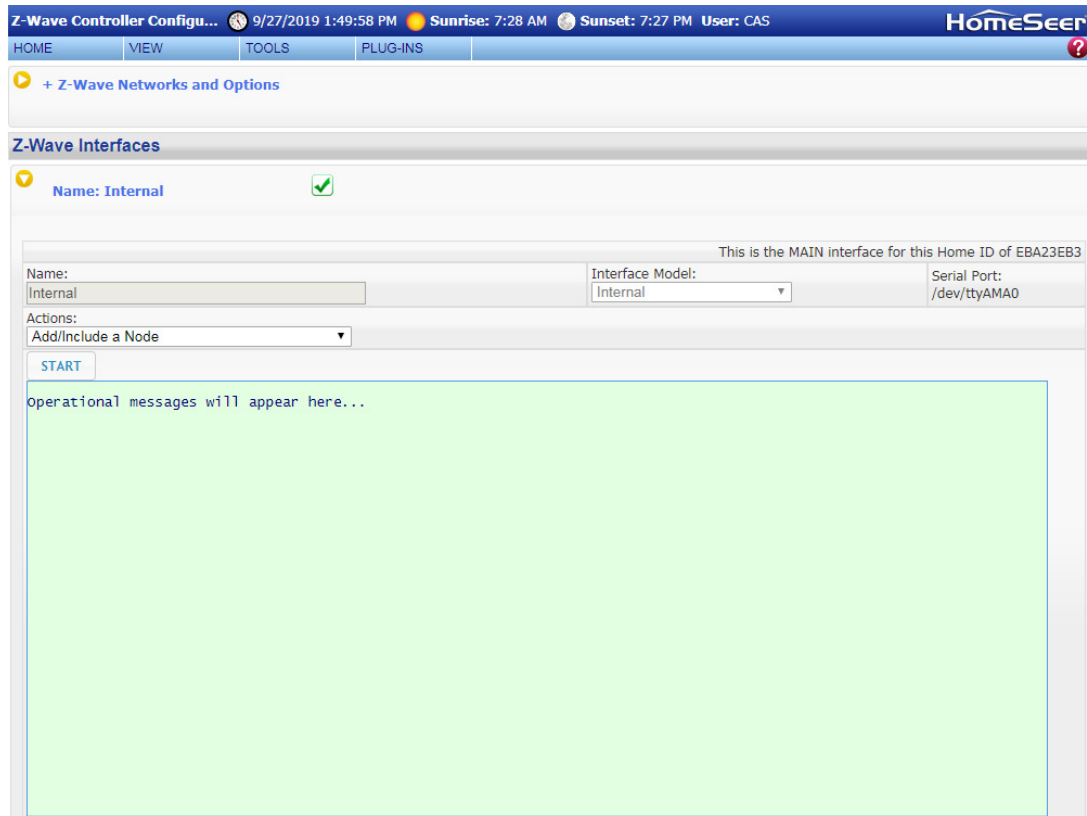 Z-Wave Controller Configu... 9/27/2019 1:49:58 PM Sunrise: 7:28 AM Sunset: 7:27 PM User: CAS HomeSeer
HOME VIEW TOOLS PLUG-INS ?
+ Z-Wave Networks and Options
Z-Wave Interfaces
Name: Internal
This is the MAIN interface for this Home ID of EBA23EB3
Name: Interface Model: Serial Port:
Internal Internal /dev/ttyAMA0
Actions:
Add/Include a Node
START
Operational messages will appear here...